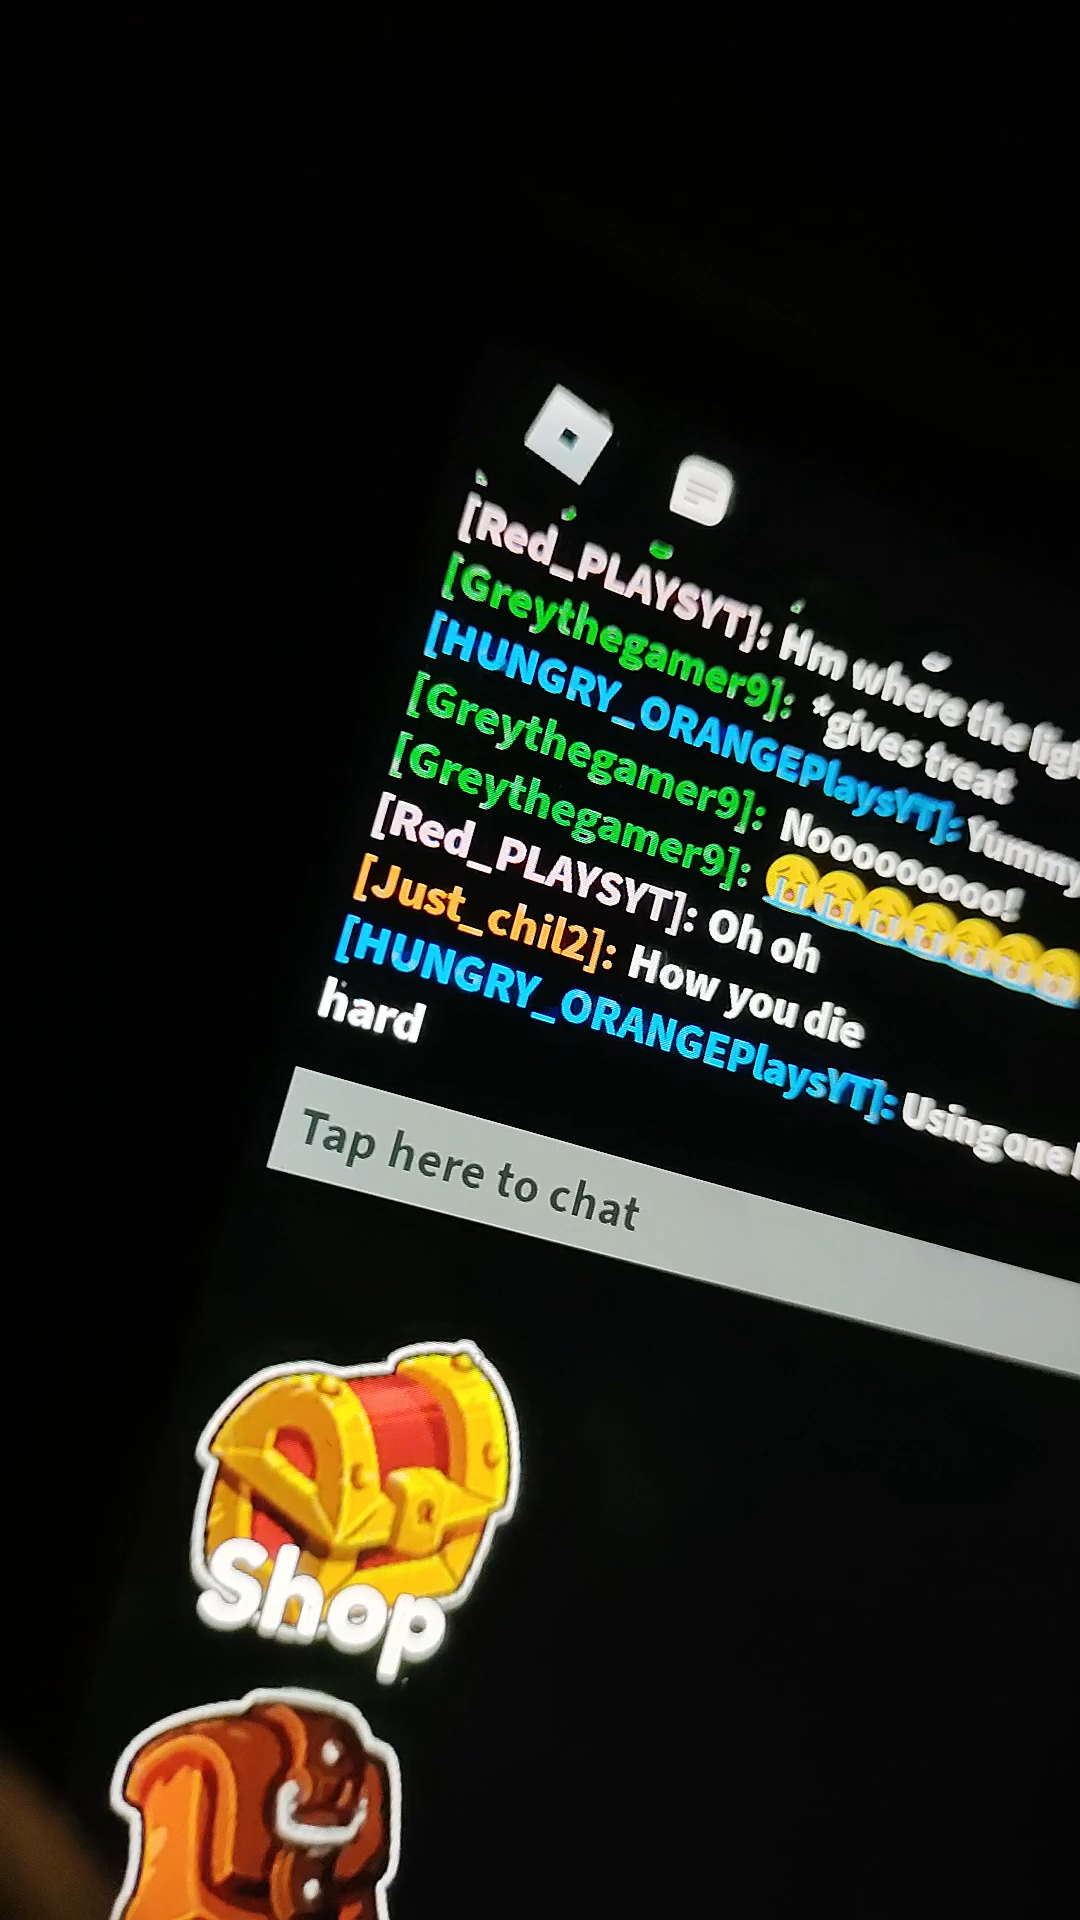 [Red_PLAYSYT]: Hm where the
[Greythegamer9]: *gives treat
[HUNGRY_ORANGEPlaysYT]: Yummy
[Greythegamer9]: Nooooooooo!
[Greythegamer9]: 😭😭😭😭😭😭😭
[Red_PLAYSYT]: Oh oh
[Just_chil2]: How you die
[HUNGRY_ORANGEPlaysYT]: Using one
hard
Tap here to chat
Shop